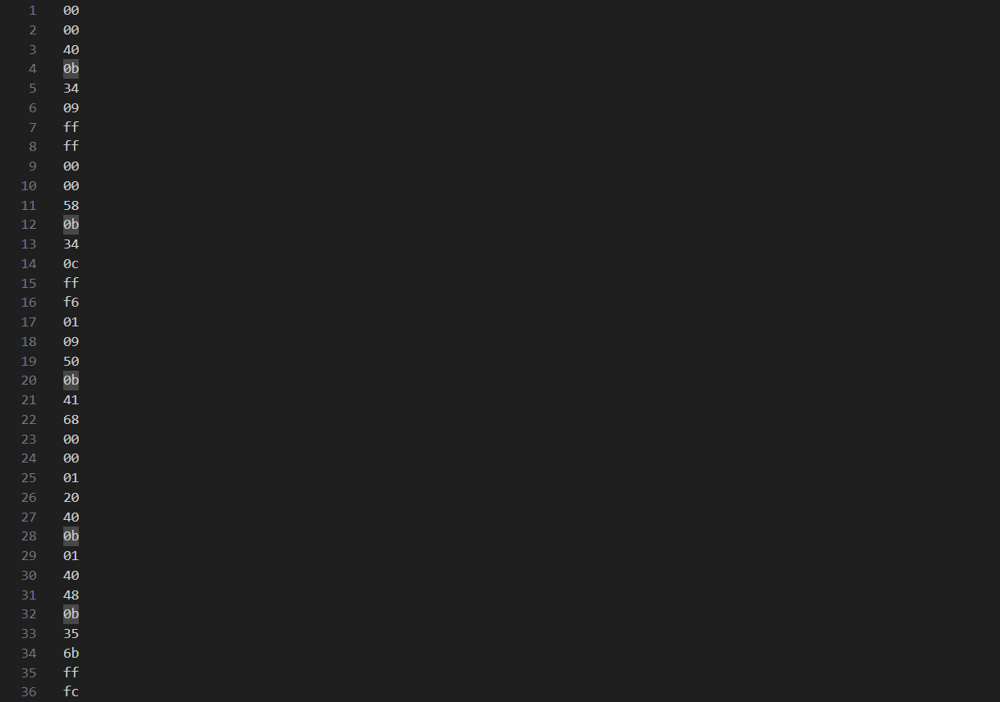 1 00
2 00
3 40
4 0b
5 34
6 09
7 ff
8 ff
9 00
10 00
11 58
12 0b
13 34
14 0c
15 ff
16 f6
17 01
18 09
19 50
20 0b
21 41
22 68
23 00
24 00
25 01
26 20
27 40
28 0b
29 01
30 40
31 48
32 0b
33 35
34 6b
35 ff
36 fc